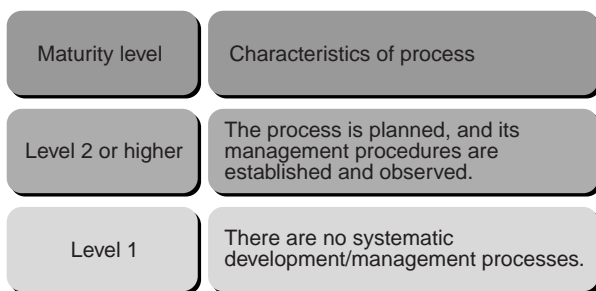 Maturity level
Characteristics of process
Level 2 or higher
The process is planned, and its
management procedures are
established and observed.
Level 1
There are no systematic
development/management processes.